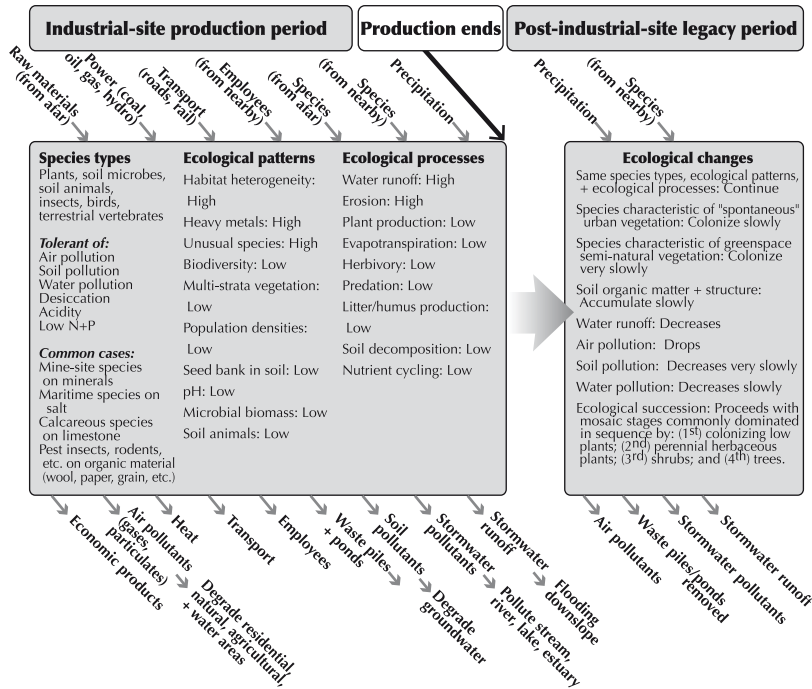 Industrial-site production period
Production ends
Post-industrial-site legacy period
Raw materials
(from afar)
Power (coal,
oil, gas, hydro)
Transport
(roads, rail)
Employees
(from nearby)
Species
(from afar)
Species
(from nearby)
Precipitation
Precipitation
Species
(from nearby)
Species types
Plants, soil microbes,
soil animals,
insects, birds,
terrestrial vertebrates
Tolerant of:
Air pollution
Soil pollution
Water pollution
Desiccation
Acidity
Low N+P
Common cases:
Mine-site species
on minerals
Maritime species on
salt
Calcareous species
on limestone
Pest insects, rodents,
etc. on organic material
(wool, paper, grain, etc.)
Ecological patterns
Habitat heterogeneity:
High
Heavy metals: High
Unusual species: High
Biodiversity: Low
Multi-strata vegetation:
Low
Population densities:
Low
Seed bank in soil: Low
pH: Low
Microbial biomass: Low
Soil animals: Low
Ecological processes
Water runoff: High
Erosion: High
Plant production: Low
Evapotranspiration: Low
Herbivory: Low
Predation: Low
Litter/humus production:
Low
Soil decomposition: Low
Nutrient cycling: Low
Ecological changes
Same species types, ecological patterns,
+ ecological processes: Continue
Species characteristic of "spontaneous"
urban vegetation: Colonize slowly
Species characteristic of greenspace
semi-natural vegetation: Colonize
very slowly
Soil organic matter + structure:
Accumulate slowly
Water runoff: Decreases
Air pollution: Drops
Soil pollution: Decreases very slowly
Water pollution: Decreases slowly
Ecological succession: Proceeds with
mosaic stages commonly dominated
in sequence by: (1st) colonizing low
plants; (2nd) perennial herbaceous
plants; (3rd) shrubs; and (4th) trees.
Economic products
Air pollutants
(gases,
particulates)
Degrade residential,
natural, agricultural,
+ water areas
Heat
Transport
Employees
Waste piles
+ ponds
Soil
pollutants
Degrade
groundwater
Stormwater
pollutants
Pollute stream,
river, lake, estuary
Stormwater
runoff
Flooding
downslope
Air pollutants
Waste piles/ponds
removed
Stormwater pollutants
Stormwater runoff